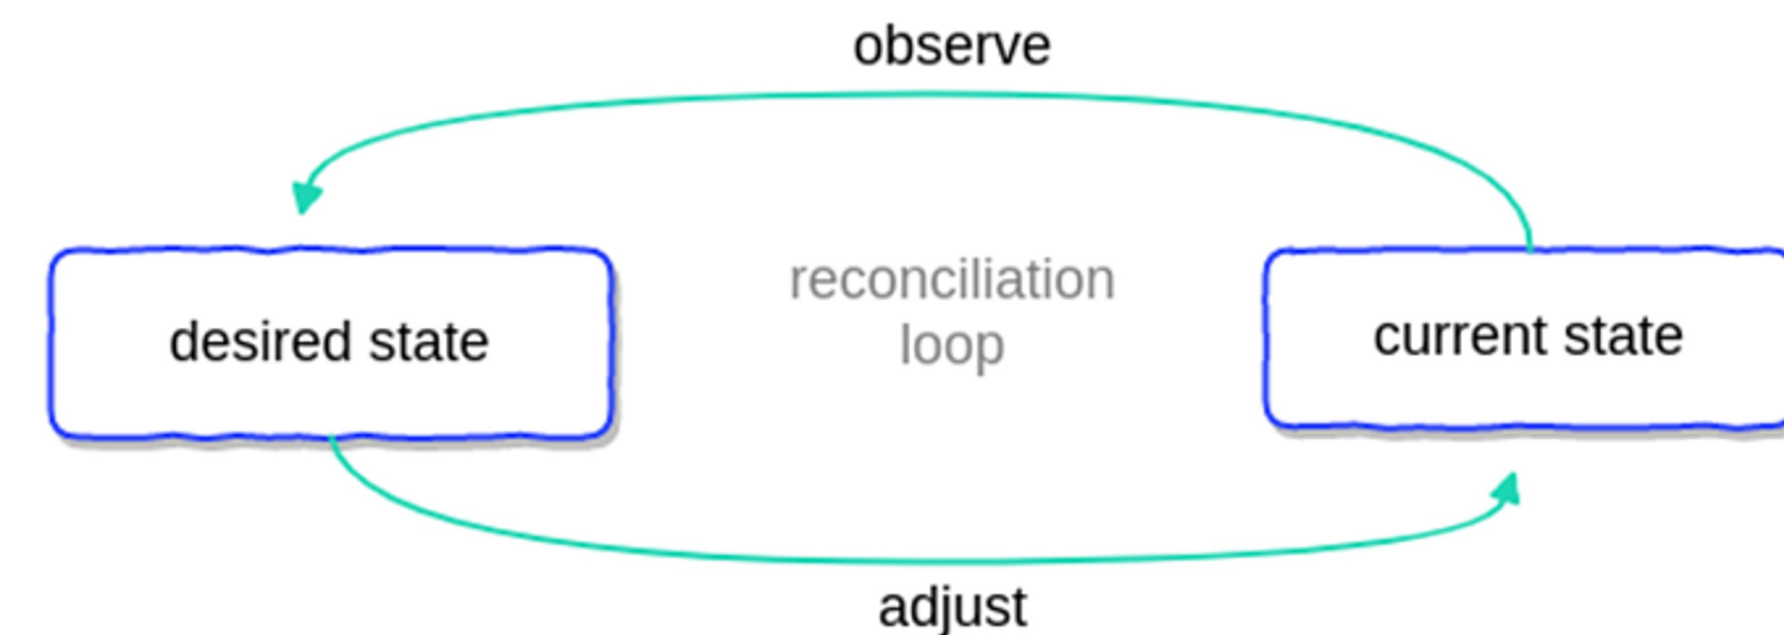 observe
reconciliation
loop
desired state
current state
adjust